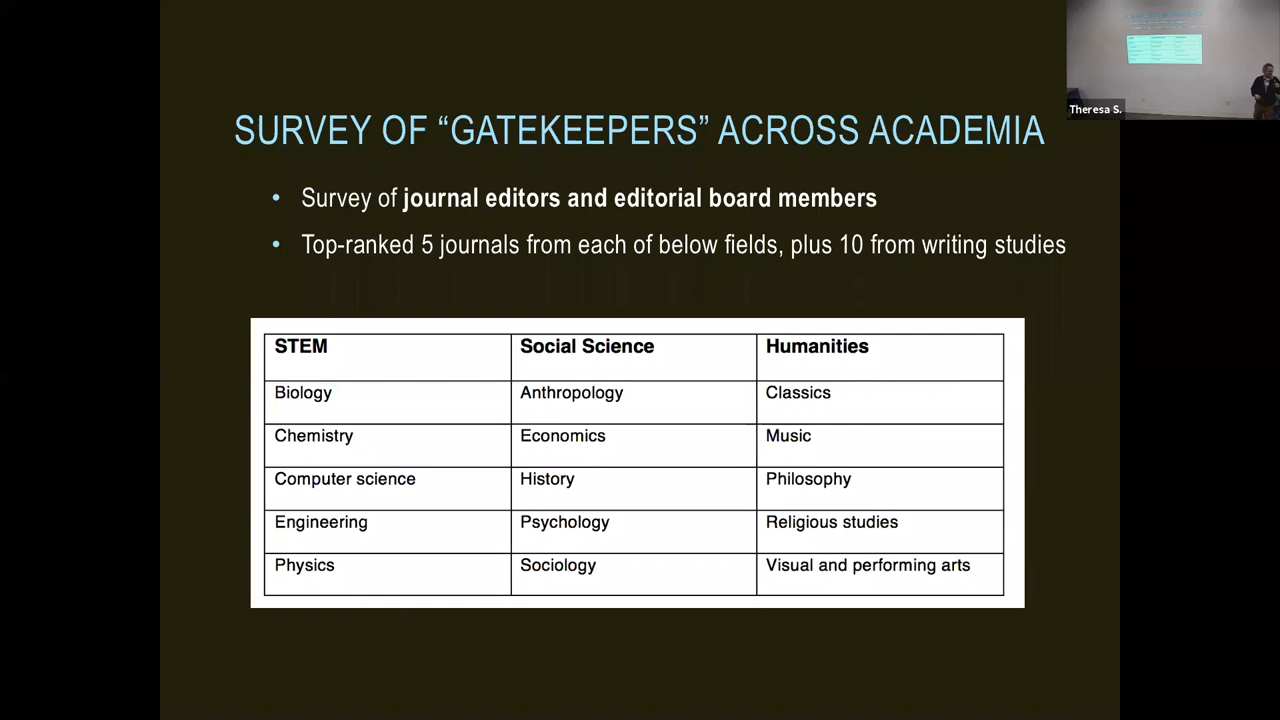 Theresa S.
SURVEY OF “GATEKEEPERS” ACROSS ACADEMIA
• Survey of journal editors and editorial board members
• Top-ranked 5 journals from each of below fields, plus 10 from writing studies
STEM Social Science Humanities
Biology Anthropology Classics
Chemistry Economics Music
Computer science History Philosophy
Engineering Psychology Religious studies
Physics Sociology Visual and performing arts